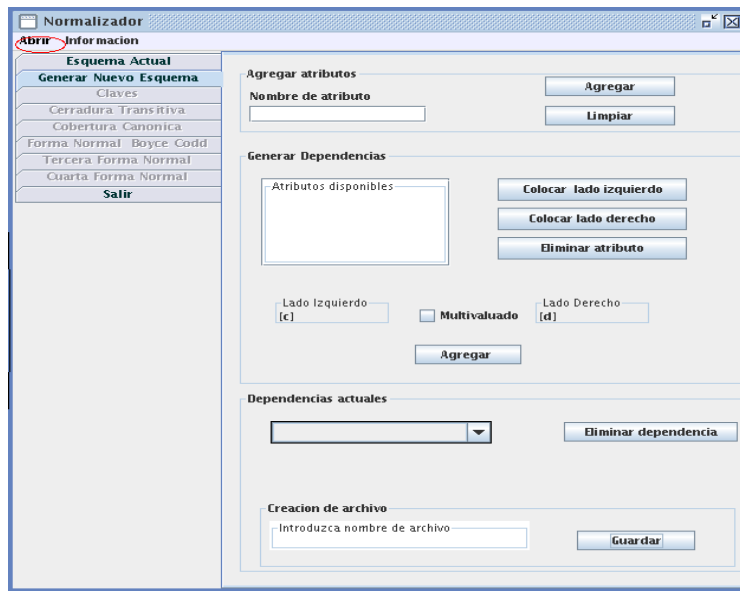 Normalizador
Abrir Informacion
Esquema Actual
Generar Nuevo Esquema
Claves
Cerradura Transitiva
Cobertura Canonica
Forma Normal Boyce Codd
Tercera Forma Normal
Cuarta Forma Normal
Salir
Agregar atributos
Nombre de atributo
Agregar
Limpiar
Generar Dependencias
Atributos disponibles
Colocar lado izquierdo
Colocar lado derecho
Eliminar atributo
Lado Izquierdo
[c]
Multivaluado
Lado Derecho
[d]
Agregar
Dependencias actuales
Eliminar dependencia
Creacion de archivo
Introduzca nombre de archivo
Guardar